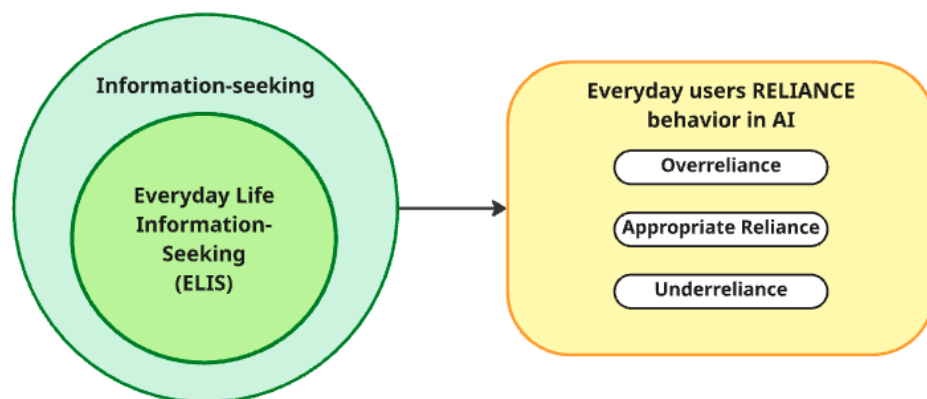 Information-seeking
Everyday Life
Information-
Seeking
(ELIS)
Everyday users RELIANCE
behavior in AI
Overreliance
Appropriate Reliance
Underreliance